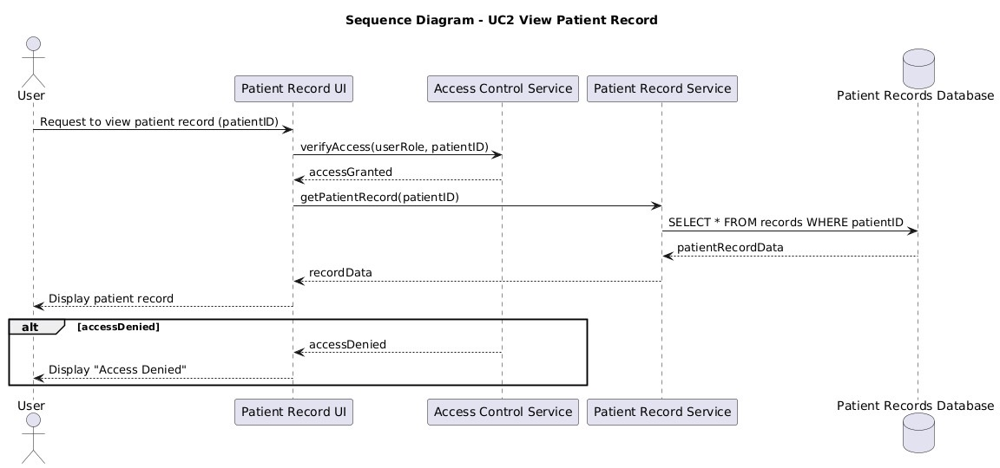 Sequence Diagram - UC2 View Patient Record
User
Patient Record UI
Access Control Service
Patient Record Service
Patient Records Database
Request to view patient record (patientID)
verifyAccess(userRole, patientID)
accessGranted
getPatientRecord(patientID)
SELECT * FROM records WHERE patientID
patientRecordData
recordData
Display patient record
alt [accessDenied]
accessDenied
Display "Access Denied"
User
Patient Record UI
Access Control Service
Patient Record Service
Patient Records Database